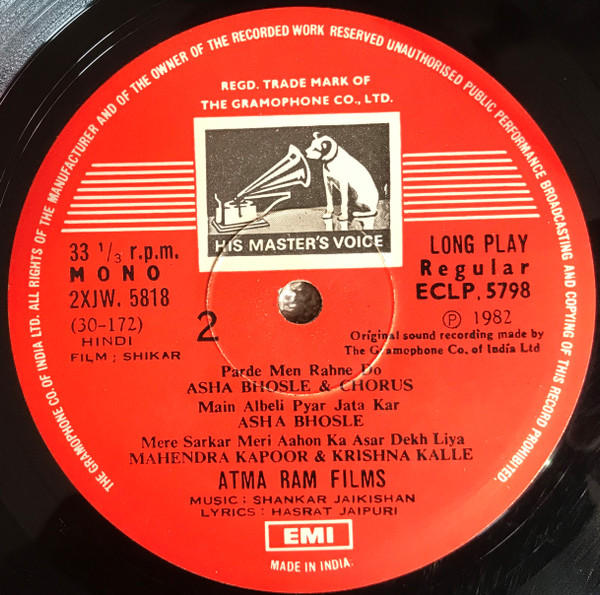 THE GRAMOPHONE CO. OF INDIA LTD. ALL RIGHTS OF THE MANUFACTURER AND OF THE OWNER OF THE RECORDED WORK RESERVED UNAUTHORISED PUBLIC PERFORMANCE BROADCASTING AND COPYING OF THIS RECORD PROHIBITED.
REGD. TRADE MARK OF
THE GRAMOPHONE CO., LTD.
HIS MASTER'S VOICE
33 1/3 r.p.m.
MONO
2XJW. 5818
(30-172)
HINDI
FILM ; SHIKAR
2
LONG PLAY
Regular
ECLP. 5798
Ⓟ 1982
Original sound recording made by
The Gramophone Co. of India Ltd
Parde Men Rahne Do
ASHA BHOSLE & CHORUS
Main Albeli Pyar Jata Kar
ASHA BHOSLE
Mere Sarkar Meri Aahon Ka Asar Dekh Liya
MAHENDRA KAPOOR & KRISHNA KALLE
ATMA RAM FILMS
MUSIC : SHANKAR JAIKISHAN
LYRICS : HASRAT JAIPURI
EMI
MADE IN INDIA.